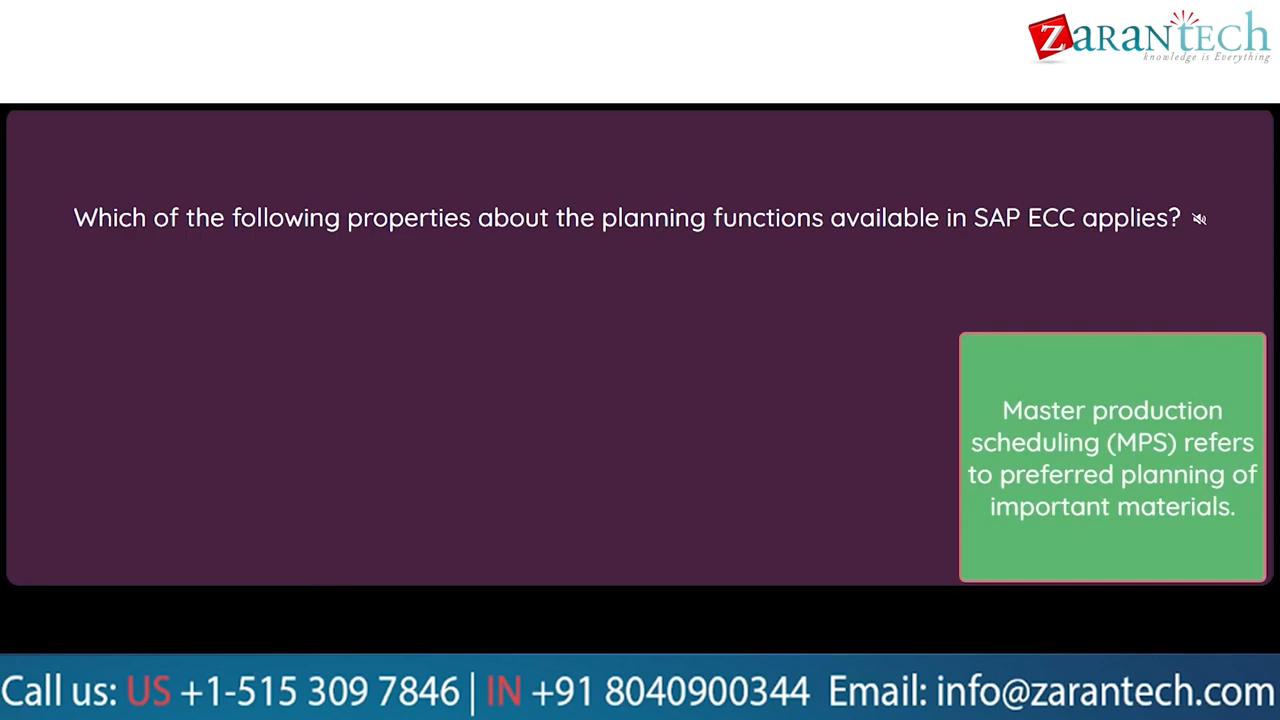 ZARANTECH
knowledge is Everything
Which of the following properties about the planning functions available in SAP ECC applies?
Master production
scheduling (MPS) refers
to preferred planning of
important materials.
Call us: US +1-515 309 7846 | IN +91 8040900344 Email: info@zarantech.com